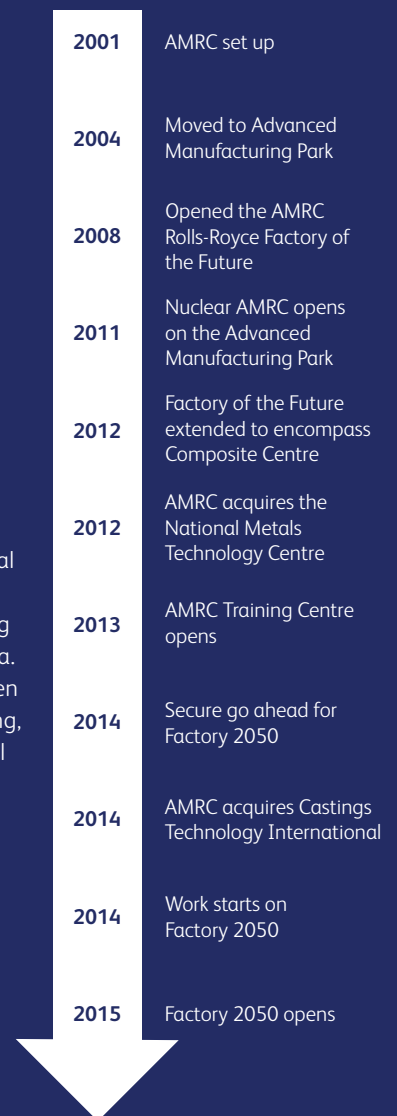 2001
AMRC set up
2004
Moved to Advanced
Manufacturing Park
2008
Opened the AMRC
Rolls-Royce Factory of
the Future
2011
Nuclear AMRC opens
on the Advanced
Manufacturing Park
2012
Factory of the Future
extended to encompass
Composite Centre
2012
AMRC acquires the
National Metals
Technology Centre
2013
AMRC Training Centre
opens
2014
Secure go ahead for
Factory 2050
2014
AMRC acquires Castings
Technology International
2014
Work starts on
Factory 2050
2015
Factory 2050 opens